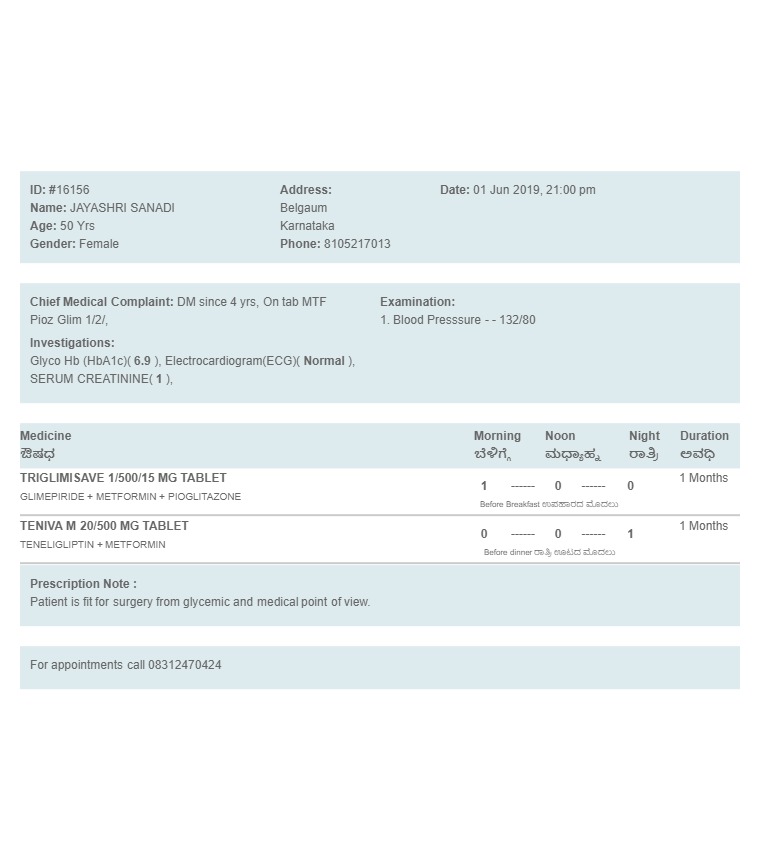 ID: #16156
Name: JAYASHRI SANADI
Age: 50 Yrs
Gender: Female
Address:
Belgaum
Karnataka
Phone: 8105217013
Date: 01 Jun 2019, 21:00 pm
Chief Medical Complaint: DM since 4 yrs, On tab MTF
Pioz Glim 1/2/,
Investigations:
Glyco Hb (HbA1c)( 6.9 ), Electrocardiogram(ECG)( Normal ),
SERUM CREATININE( 1 ),
Examination:
1. Blood Presssure - - 132/80
Medicine Morning Noon Night Duration
ಔಷಧ ಬೆಳಿಗ್ಗೆ ಮಧ್ಯಾಹ್ನ ರಾತ್ರಿ ಅವಧಿ
TRIGLIMISAVE 1/500/15 MG TABLET 1 ------ 0 ------ 0 1 Months
GLIMEPIRIDE + METFORMIN + PIOGLITAZONE
Before Breakfast ಉಪಹಾರದ ಮೊದಲು
TENIVA M 20/500 MG TABLET 0 ------ 0 ------ 1 1 Months
TENELIGLIPTIN + METFORMIN
Before dinner ರಾತ್ರಿ ಊಟದ ಮೊದಲು
Prescription Note :
Patient is fit for surgery from glycemic and medical point of view.
For appointments call 08312470424